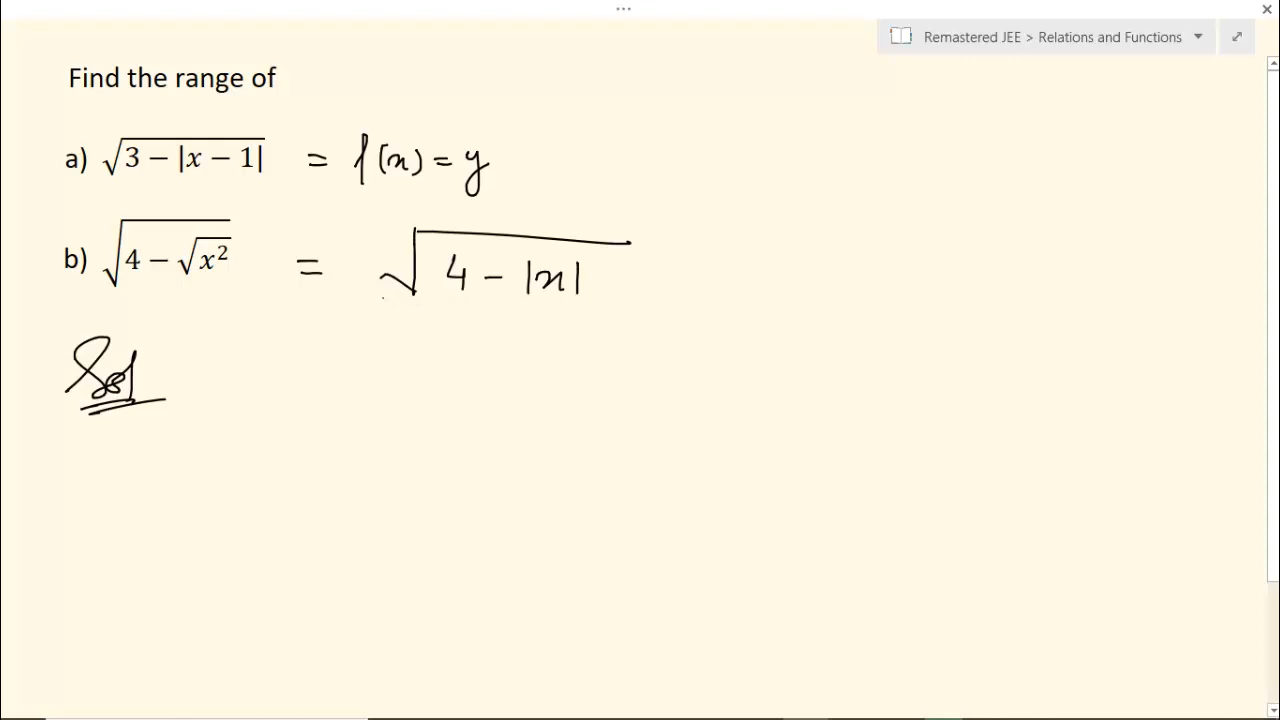 Remastered JEE > Relations and Functions
Find the range of
a) √(3 − |x − 1|) = f(x) = y
b) √(4 − √(x²)) = √(4 − |x|)
Sol